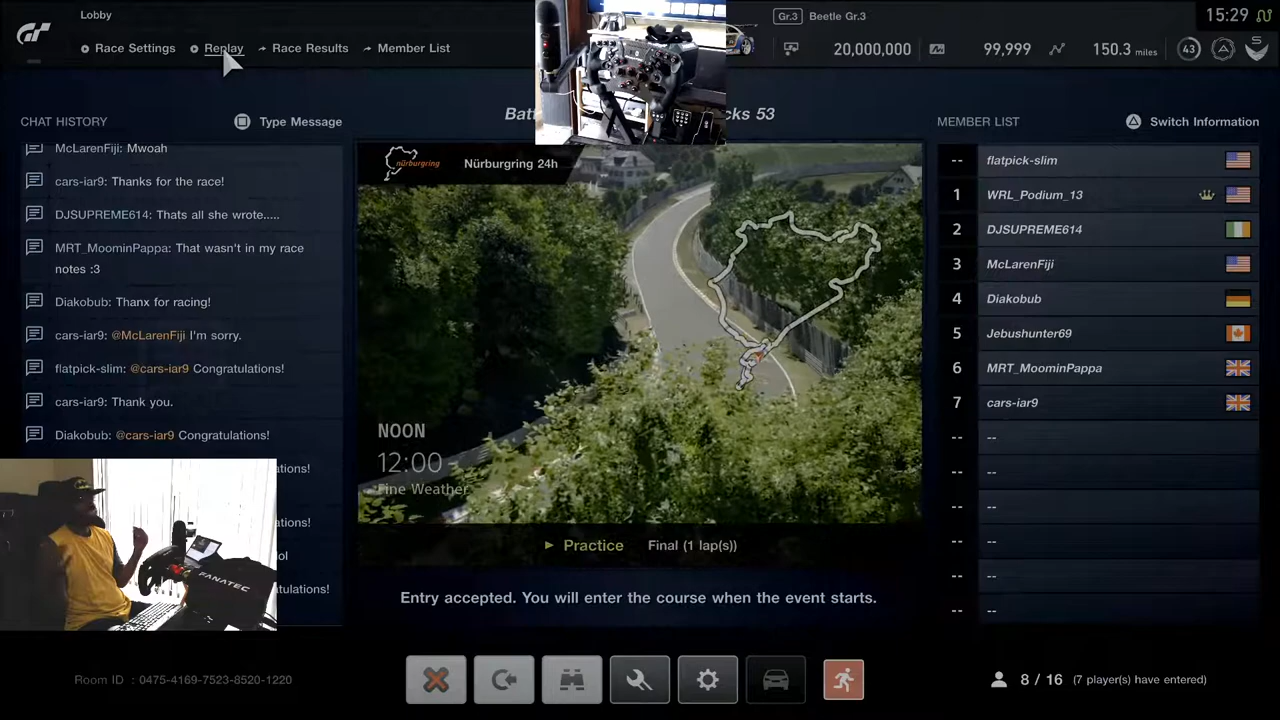 Lobby
Race Settings
Replay
Race Results
Member List
Gr.3
Beetle Gr.3
20,000,000
99,999
150.3 miles
43
15:29
S
CHAT HISTORY
Type Message
McLarenFiji: Mwoah
cars-iar9: Thanks for the race!
DJSUPREME614: Thats all she wrote.....
MRT_MoominPappa: That wasn't in my race
notes :3
Diakobub: Thanx for racing!
cars-iar9: @McLarenFiji I'm sorry.
flatpick-slim: @cars-iar9 Congratulations!
cars-iar9: Thank you.
Diakobub: @cars-iar9 Congratulations!
FANATEC
cks 53
nürburgring
Nürburgring 24h
NOON
12:00
Fine Weather
Practice
Final (1 lap(s))
Entry accepted. You will enter the course when the event starts.
MEMBER LIST
Switch Information
-- flatpick-slim
1 WRL_Podium_13
2 DJSUPREME614
3 McLarenFiji
4 Diakobub
5 Jebushunter69
6 MRT_MoominPappa
7 cars-iar9
-- --
-- --
-- --
-- --
-- --
-- --
Room ID : 0475-4169-7523-8520-1220
8 / 16 (7 player(s) have entered)